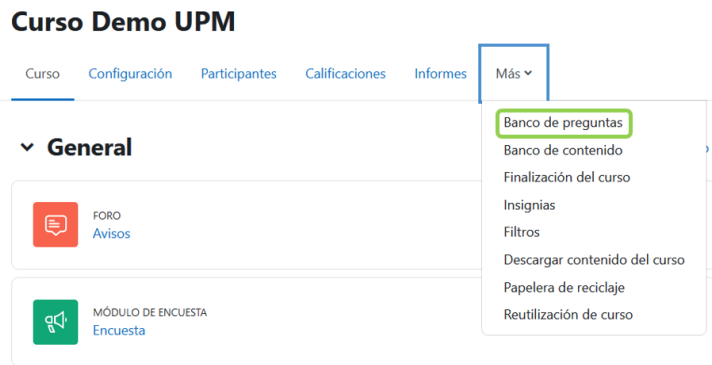 Curso Demo UPM
Curso Configuración Participantes Calificaciones Informes Más
Banco de preguntas
Banco de contenido
Finalización del curso
Insignias
Filtros
Descargar contenido del curso
Papelera de reciclaje
Reutilización de curso
General
FORO
Avisos
MÓDULO DE ENCUESTA
Encuesta